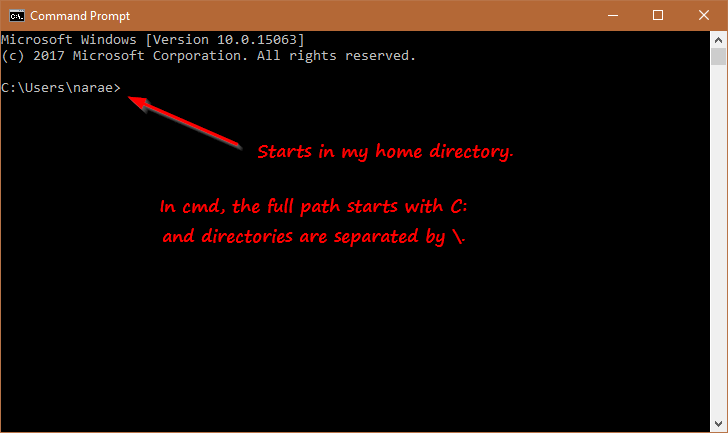 Command Prompt
Microsoft Windows [Version 10.0.15063]
(c) 2017 Microsoft Corporation. All rights reserved.
C:\Users\narae>
Starts in my home directory.
In cmd, the full path starts with C:
and directories are separated by \.